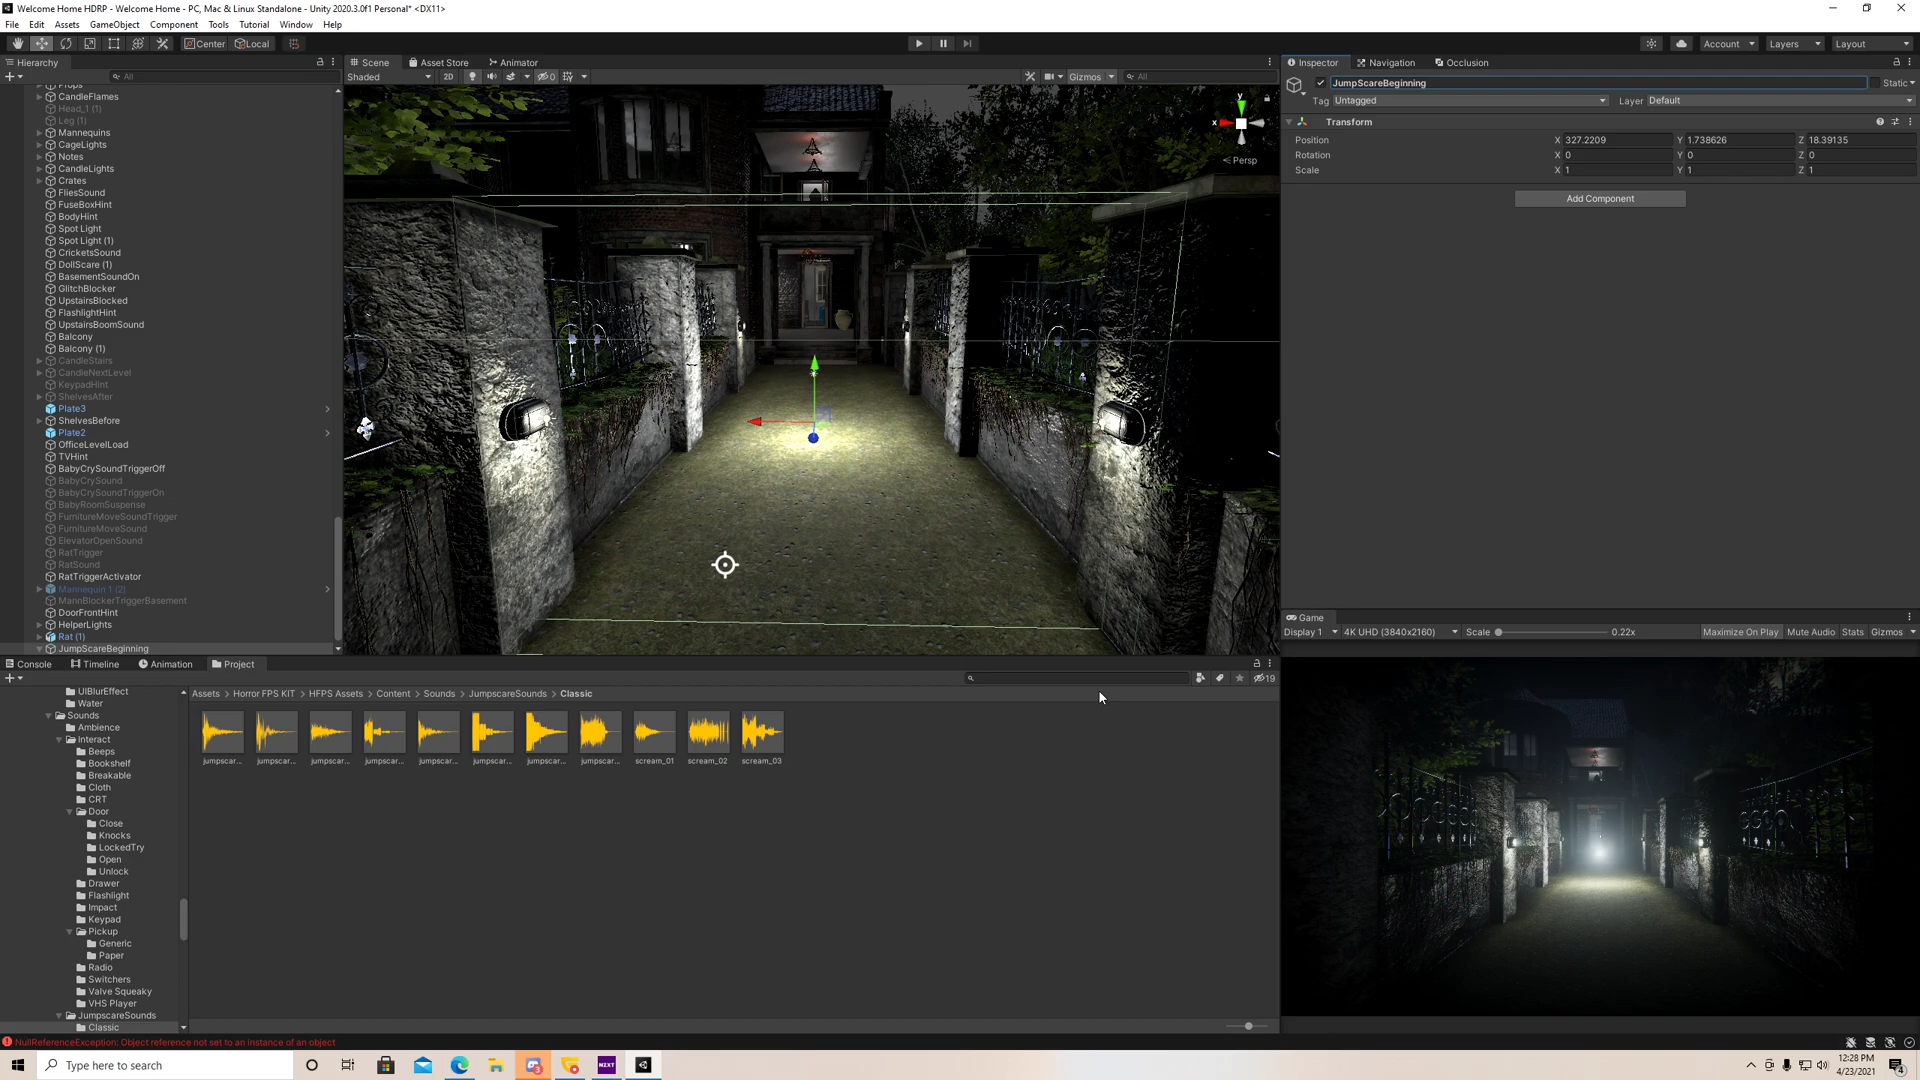 Welcome Home HDRP - Welcome Home - PC, Mac & Linux Standalone - Unity 2020.3.0f1 Personal* <DX11>
File Edit Assets GameObject Component Tools Tutorial Window Help
Center Local Account Layers Layout
Hierarchy
All
Props
CandleFlames
Head_1 (1)
Leg (1)
Mannequins
CageLights
Notes
CandleLights
Crates
FliesSound
FuseBoxHint
BodyHint
Spot Light
Spot Light (1)
CricketsSound
DollScare (1)
BasementSoundOn
GlitchBlocker
UpstairsBlocked
FlashlightHint
UpstairsBoomSound
Balcony
Balcony (1)
CandleStairs
CandleNextLevel
KeypadHint
ShelvesAfter
Plate3
ShelvesBefore
Plate2
OfficeLevelLoad
TVHint
BabyCrySoundTriggerOff
BabyCrySound
BabyCrySoundTriggerOn
BabyRoomSuspense
FurnitureMoveSoundTrigger
FurnitureMoveSound
ElevatorOpenSound
RatTrigger
RatSound
RatTriggerActivator
Mannequin 1 (2)
MannBlockerTriggerBasement
DoorFrontHint
HelperLights
Rat (1)
JumpScareBeginning
Scene Asset Store Animator
Shaded 2D 0 Gizmos All
y
x
< Persp
Inspector Navigation Occlusion
JumpScareBeginning Static
Tag Untagged Layer Default
Transform
Position X 327.2209 Y 1.738626 Z 18.39135
Rotation X 0 Y 0 Z 0
Scale X 1 Y 1 Z 1
Add Component
Game
Display 1 4K UHD (3840x2160) Scale 0.22x Maximize On Play Mute Audio Stats Gizmos
Console Timeline Animation Project
19
UIBlurEffect
Water
Sounds
Ambience
Interact
Beeps
Bookshelf
Breakable
Cloth
CRT
Door
Close
Knocks
LockedTry
Open
Unlock
Drawer
Flashlight
Impact
Keypad
Pickup
Generic
Paper
Radio
Switchers
Valve Squeaky
VHS Player
JumpscareSounds
Classic
Assets > Horror FPS KIT > HFPS Assets > Content > Sounds > JumpscareSounds > Classic
jumpscar... jumpscar... jumpscar... jumpscar... jumpscar... jumpscar... jumpscar... jumpscar... scream_01 scream_02 scream_03
NullReferenceException: Object reference not set to an instance of an object
Type here to search
3
NZXT
12:28 PM
4/23/2021
4